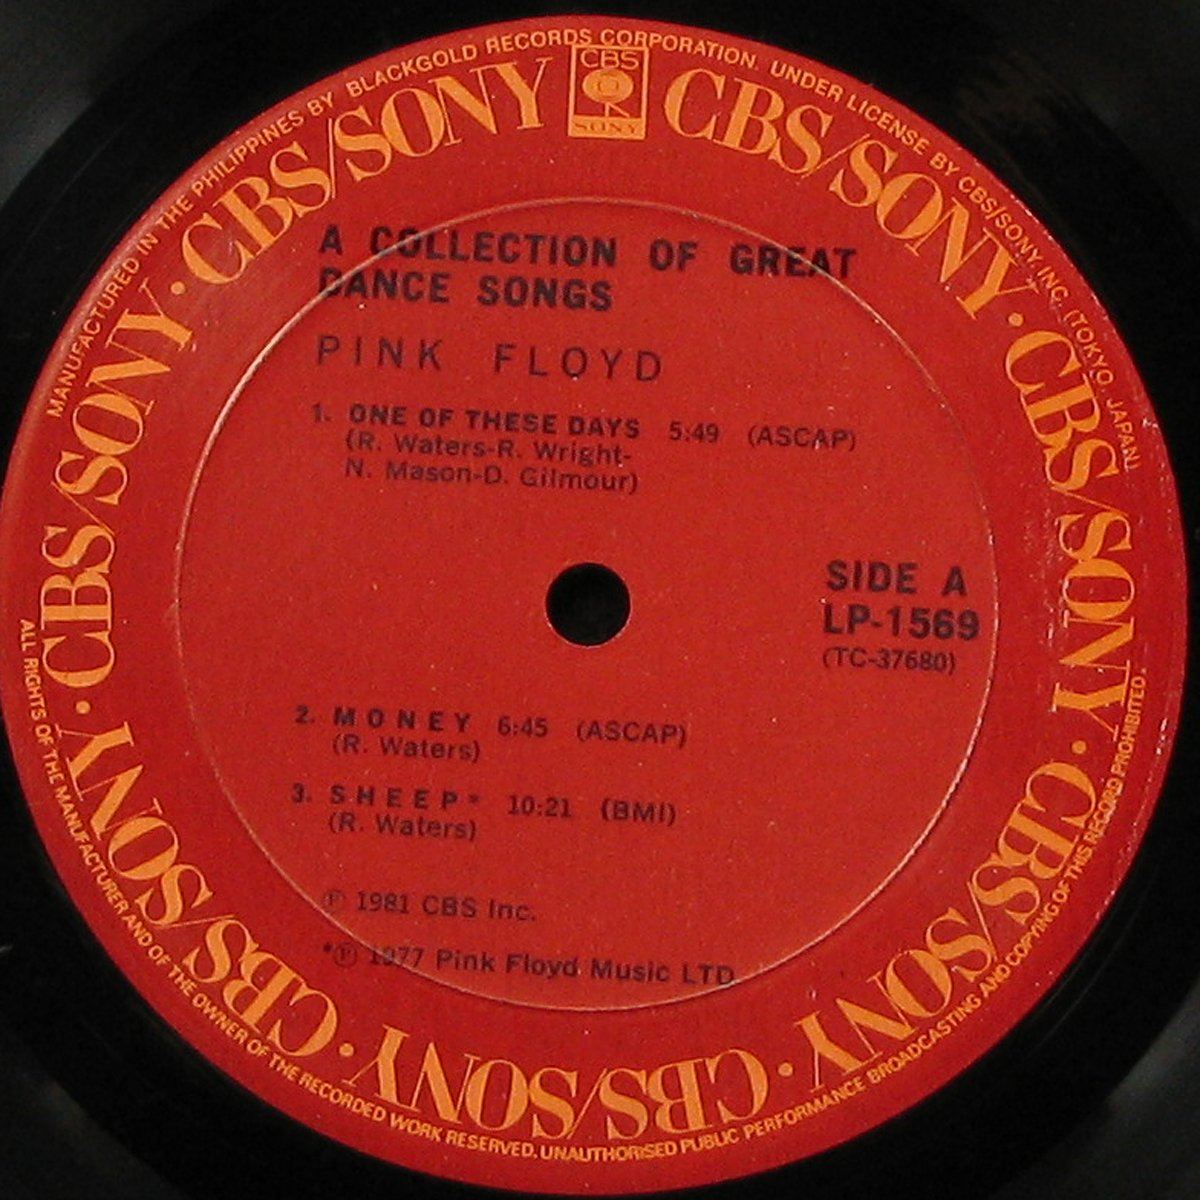 MANUFACTURED IN THE PHILIPPINES BY BLACKGOLD RECORDS CORPORATION. UNDER LICENSE BY CBS/SONY INC. (TOKYO, JAPAN)
CBS/SONY · CBS/SONY · CBS/SONY · CBS/SONY · CBS/SONY · CBS/SONY · CBS/SONY · CBS/SONY
CBS
SONY
A COLLECTION OF GREAT
DANCE SONGS
PINK FLOYD
1. ONE OF THESE DAYS 5:49 (ASCAP)
(R. Waters-R. Wright-
N. Mason-D. Gilmour)
SIDE A
LP-1569
(TC-37680)
2. MONEY 6:45 (ASCAP)
(R. Waters)
3. SHEEP* 10:21 (BMI)
(R. Waters)
℗ 1981 CBS Inc.
*℗ 1977 Pink Floyd Music LTD
ALL RIGHTS OF THE MANUFACTURER AND OF THE OWNER OF THE RECORDED WORK RESERVED. UNAUTHORISED PUBLIC PERFORMANCE BROADCASTING AND COPYING OF THIS RECORD PROHIBITED.